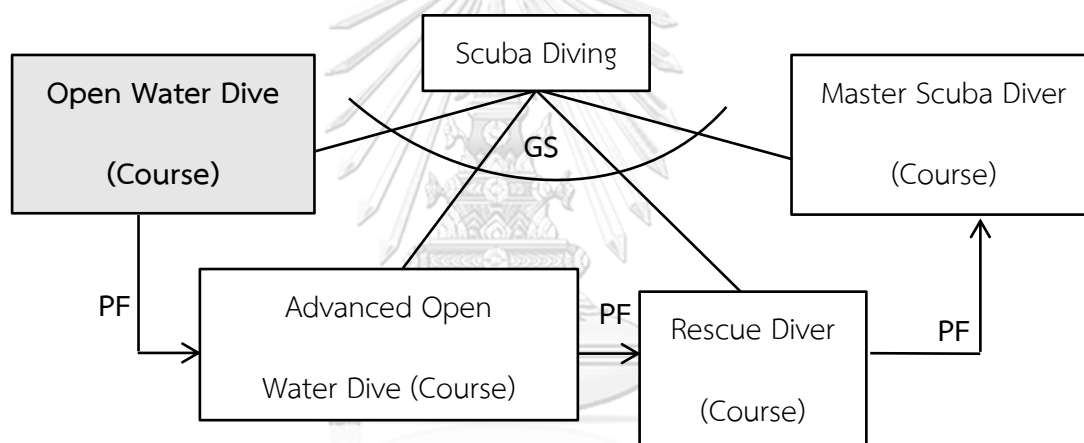 Scuba Diving
Open Water Dive
(Course)
Master Scuba Diver
(Course)
GS
PF
Advanced Open
Water Dive (Course)
PF
Rescue Diver
(Course)
PF